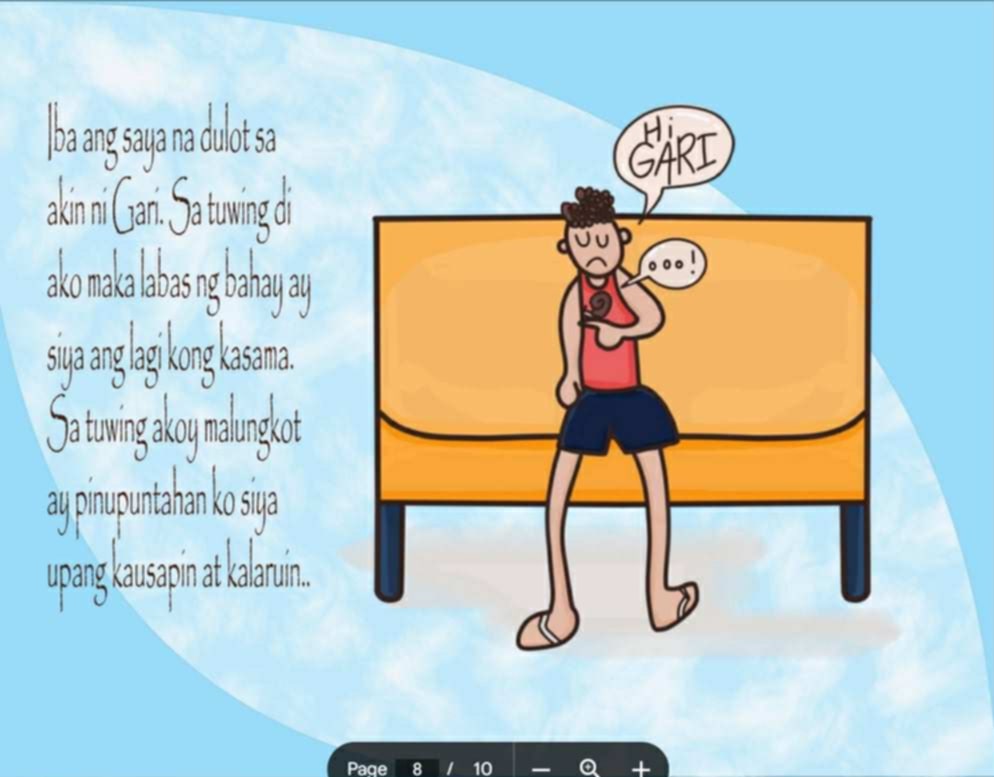 Iba ang saya na dulot sa
akin ni Gari. Sa tuwing di
ako maka labas ng bahay ay
siya ang lagi kong kasama.
Sa tuwing akoy malungkot
ay pinupuntahan ko siya
upang kausapin at kalaruin..
Hi
GARI
ooo!
Page 8 / 10